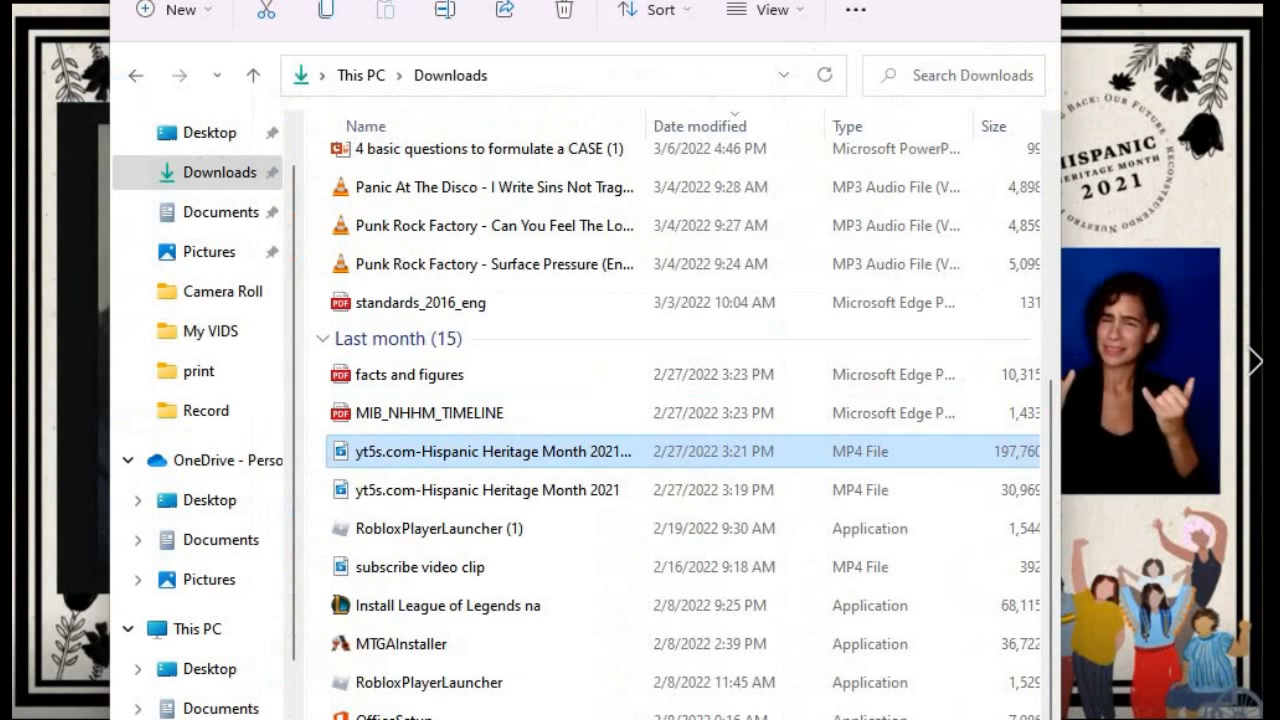 New Sort View
This PC Downloads Search Downloads
Name Date modified Type Size
4 basic questions to formulate a CASE (1) 3/6/2022 4:46 PM Microsoft PowerP... 99
Panic At The Disco - I Write Sins Not Trag... 3/4/2022 9:28 AM MP3 Audio File (V... 4,898
Punk Rock Factory - Can You Feel The Lo... 3/4/2022 9:27 AM MP3 Audio File (V... 4,859
Punk Rock Factory - Surface Pressure (En... 3/4/2022 9:24 AM MP3 Audio File (V... 5,099
standards_2016_eng 3/3/2022 10:04 AM Microsoft Edge P... 131
Last month (15)
facts and figures 2/27/2022 3:23 PM Microsoft Edge P... 10,315
MIB_NHHM_TIMELINE 2/27/2022 3:23 PM Microsoft Edge P... 1,433
yt5s.com-Hispanic Heritage Month 2021... 2/27/2022 3:21 PM MP4 File 197,760
yt5s.com-Hispanic Heritage Month 2021 2/27/2022 3:19 PM MP4 File 30,969
RobloxPlayerLauncher (1) 2/19/2022 9:30 AM Application 1,544
subscribe video clip 2/16/2022 9:18 AM MP4 File 392
Install League of Legends na 2/8/2022 9:25 PM Application 68,115
MTGAInstaller 2/8/2022 2:39 PM Application 36,722
RobloxPlayerLauncher 2/8/2022 11:45 AM Application 1,529
Desktop
Downloads
Documents
Pictures
Camera Roll
My VIDS
print
Record
OneDrive - Perso
Desktop
Documents
Pictures
This PC
Desktop
Documents
Back: Our Future
HISPANIC
HERITAGE MONTH
2021
Reconstruyendo Nuestro